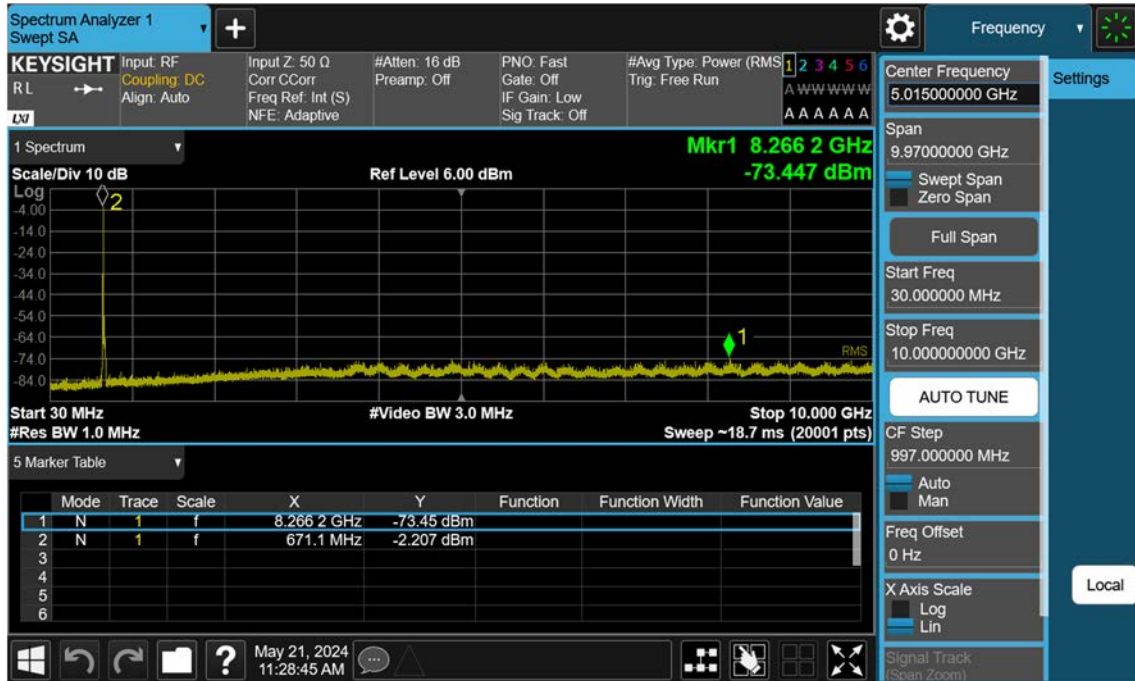 Spectrum Analyzer 1
Swept SA
+
Frequency
KEYSIGHT
R L
LXI
Input: RF
Coupling: DC
Align: Auto
Input Z: 50 Ω
Corr CCorr
Freq Ref: Int (S)
NFE: Adaptive
#Atten: 16 dB
Preamp: Off
PNO: Fast
Gate: Off
IF Gain: Low
Sig Track: Off
#Avg Type: Power (RMS
Trig: Free Run
1 2 3 4 5 6
A W W W W W
A A A A A A
1 Spectrum
Mkr1 8.266 2 GHz
Scale/Div 10 dB
Ref Level 6.00 dBm
-73.447 dBm
Log
2
-4.00
-14.0
-24.0
-34.0
-44.0
-54.0
-64.0
1
RMS
-74.0
-84.0
Start 30 MHz
#Video BW 3.0 MHz
Stop 10.000 GHz
#Res BW 1.0 MHz
Sweep ~18.7 ms (20001 pts)
5 Marker Table
Mode Trace Scale X Y Function Function Width Function Value
1 N 1 f 8.266 2 GHz -73.45 dBm
2 N 1 f 671.1 MHz -2.207 dBm
3
4
5
6
?
May 21, 2024
11:28:45 AM
Center Frequency
5.015000000 GHz
Settings
Span
9.97000000 GHz
Swept Span
Zero Span
Full Span
Start Freq
30.000000 MHz
Stop Freq
10.000000000 GHz
AUTO TUNE
CF Step
997.000000 MHz
Auto
Man
Freq Offset
0 Hz
Local
X Axis Scale
Log
Lin
Signal Track
(Span Zoom)